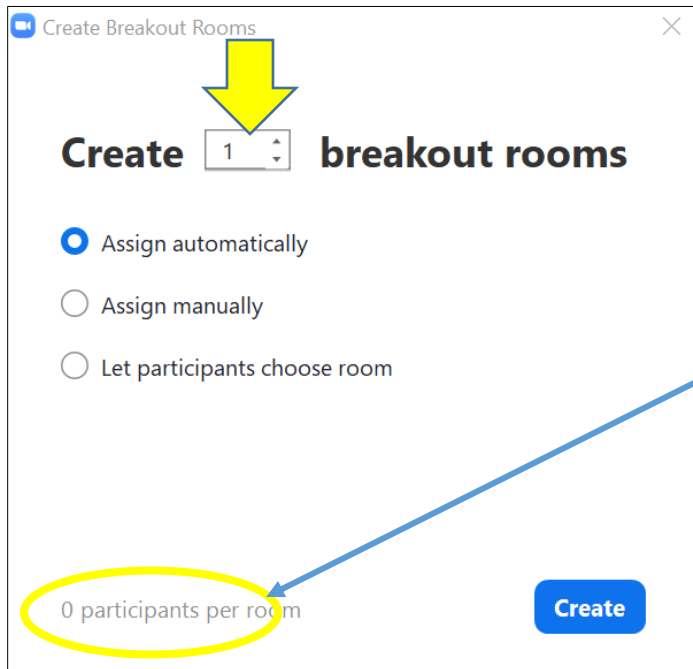 Create Breakout Rooms
Create 1 breakout rooms
Assign automatically
Assign manually
Let participants choose room
0 participants per room
Create